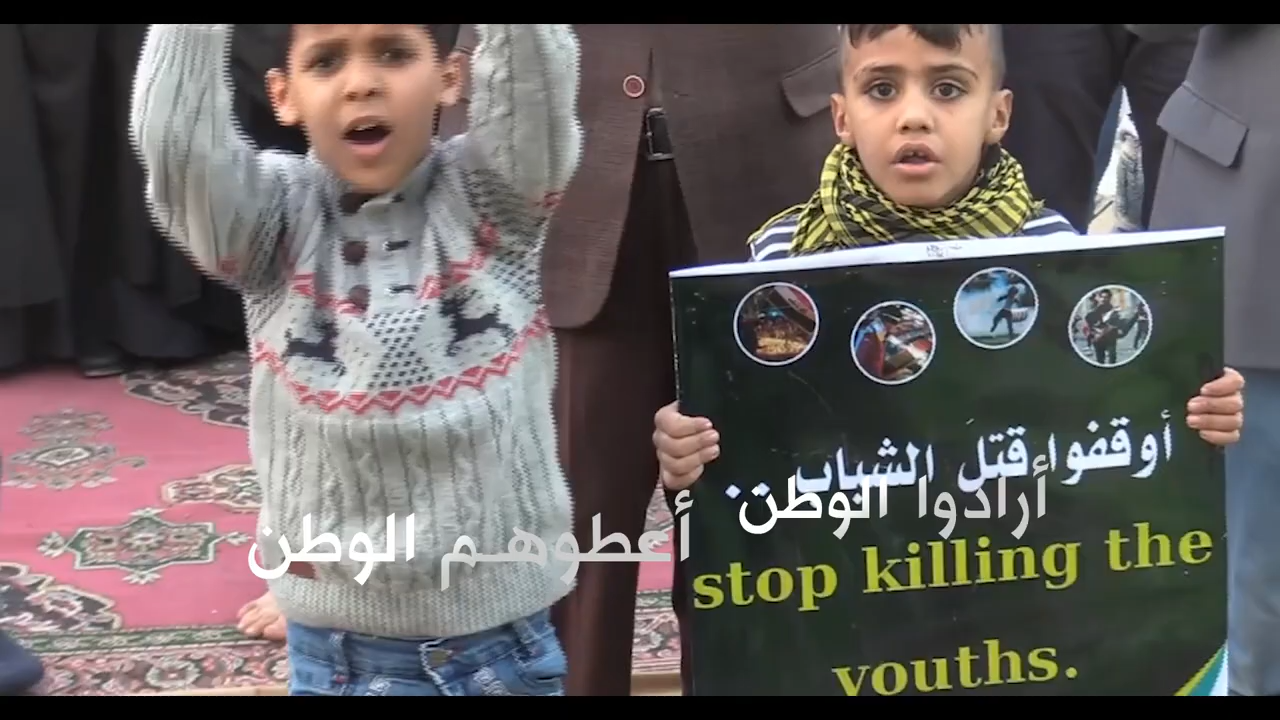 أوقفوا قتلَ الشباب ..
stop killing the
youths.
أرادوا الوطن
أعطوهم الوطن